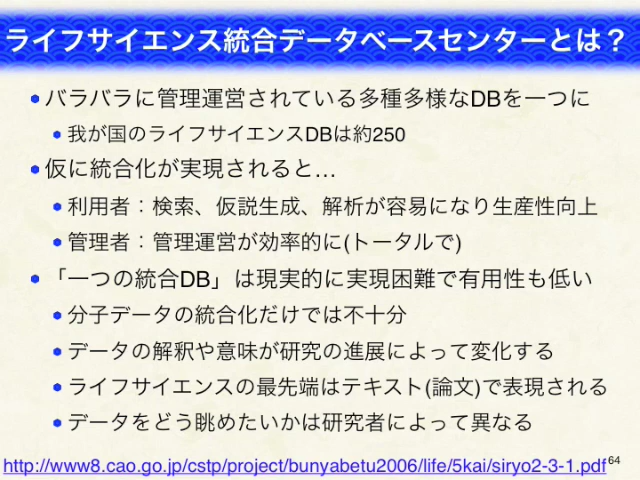 ライフサイエンス統合データベースセンターとは？
バラバラに管理運営されている多種多様なDBを一つに
我が国のライフサイエンスDBは約250
仮に統合化が実現されると…
利用者：検索、仮説生成、解析が容易になり生産性向上
管理者：管理運営が効率的に(トータルで)
「一つの統合DB」は現実的に実現困難で有用性も低い
分子データの統合化だけでは不十分
データの解釈や意味が研究の進展によって変化する
ライフサイエンスの最先端はテキスト(論文)で表現される
データをどう眺めたいかは研究者によって異なる
http://www8.cao.go.jp/cstp/project/bunyabetu2006/life/5kai/siryo2-3-1.pdf
64